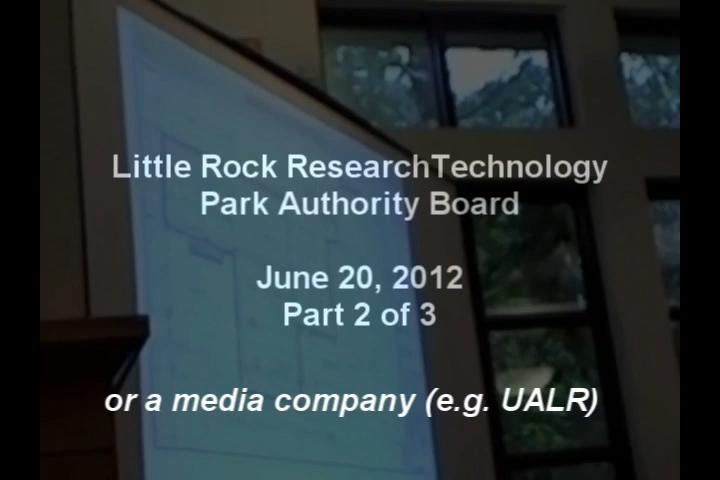 Little Rock ResearchTechnology
Park Authority Board
June 20, 2012
Part 2 of 3
or a media company (e.g. UALR)